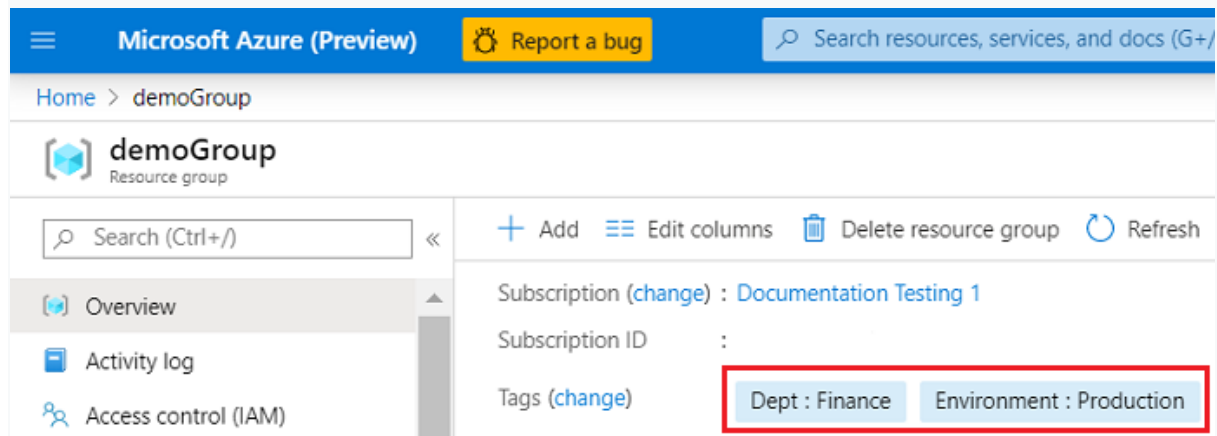 Microsoft Azure (Preview) Report a bug Search resources, services, and docs (G+/
Home > demoGroup
demoGroup
Resource group
Search (Ctrl+/) «
Overview
Activity log
Access control (IAM)
+ Add Edit columns Delete resource group Refresh
Subscription (change) : Documentation Testing 1
Subscription ID :
Tags (change) Dept : Finance Environment : Production